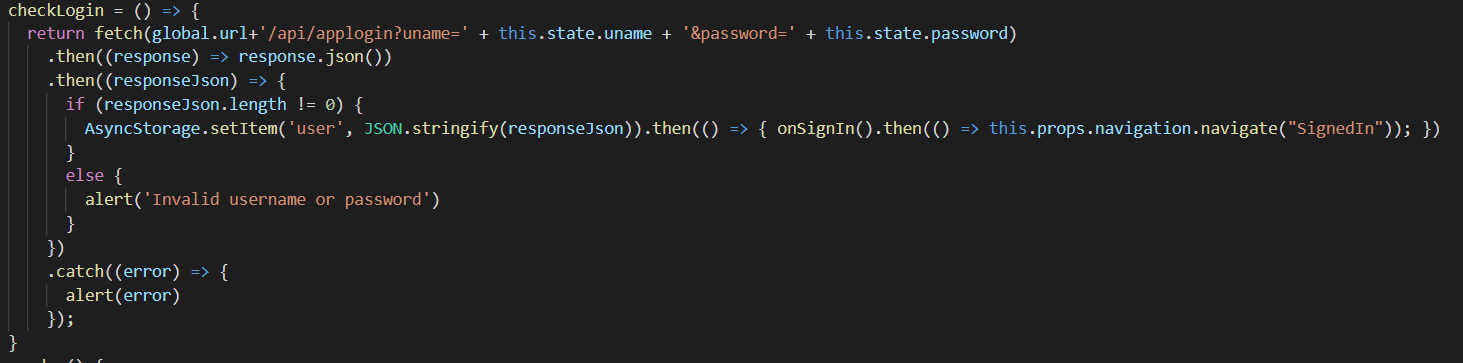 checkLogin = () => {
return fetch(global.url+'/api/applogin?uname=' + this.state.uname + '&password=' + this.state.password)
.then((response) => response.json())
.then((responseJson) => {
if (responseJson.length != 0) {
AsyncStorage.setItem('user', JSON.stringify(responseJson)).then(() => { onSignIn().then(() => this.props.navigation.navigate("SignedIn")); })
}
else {
alert('Invalid username or password')
}
})
.catch((error) => {
alert(error)
});
}